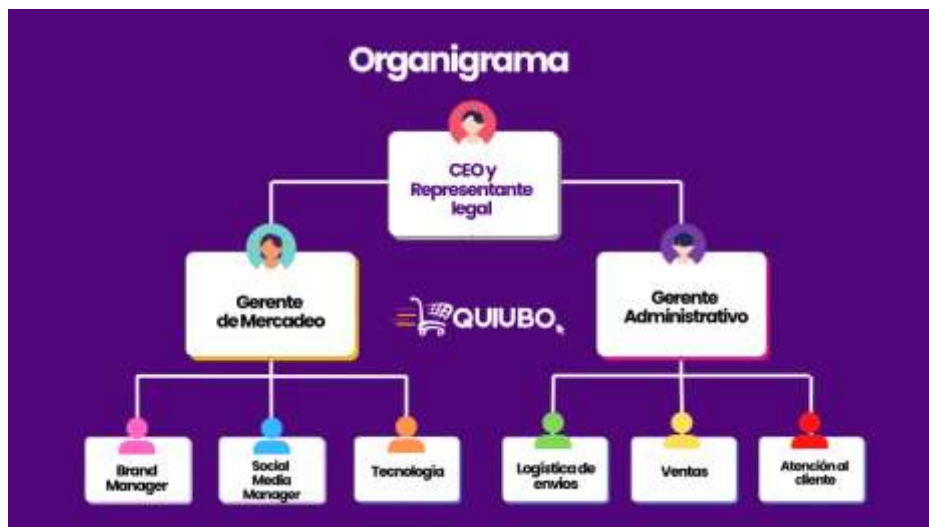 Organigrama
CEO y
Representante
legal
Gerente
de Mercadeo
QUIUBO
Gerente
Administrativo
Brand
Manager
Social
Media
Manager
Tecnología
Logística de
envíos
Ventas
Atención al
cliente